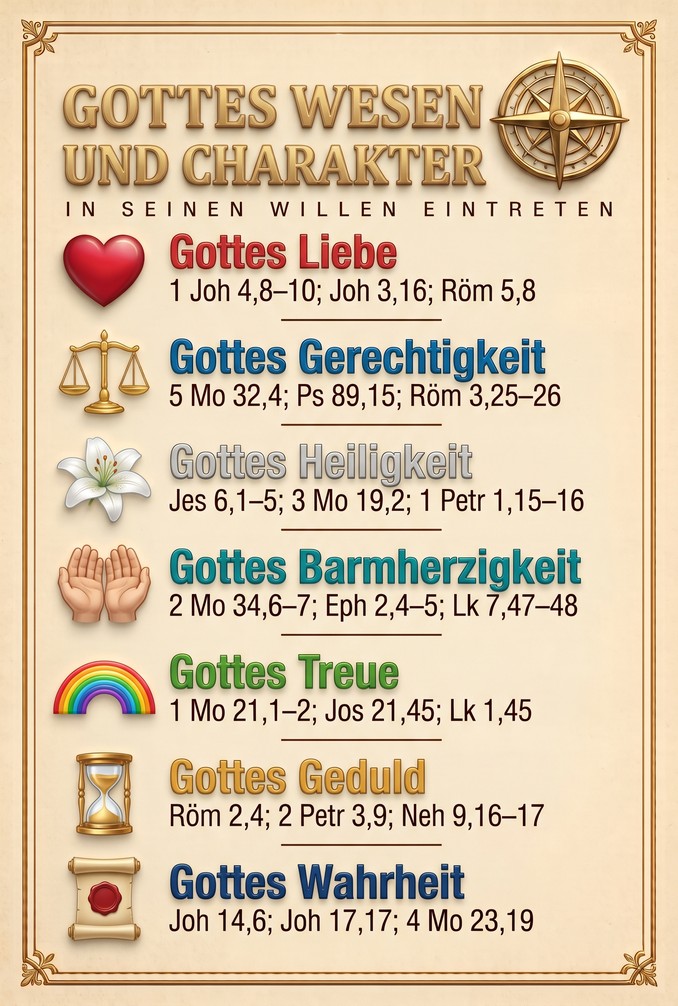 GOTTES WESEN
UND CHARAKTER
IN SEINEN WILLEN EINTRETEN
Gottes Liebe
1 Joh 4,8–10; Joh 3,16; Röm 5,8
Gottes Gerechtigkeit
5 Mo 32,4; Ps 89,15; Röm 3,25–26
Gottes Heiligkeit
Jes 6,1–5; 3 Mo 19,2; 1 Petr 1,15–16
Gottes Barmherzigkeit
2 Mo 34,6–7; Eph 2,4–5; Lk 7,47–48
Gottes Treue
1 Mo 21,1–2; Jos 21,45; Lk 1,45
Gottes Geduld
Röm 2,4; 2 Petr 3,9; Neh 9,16–17
Gottes Wahrheit
Joh 14,6; Joh 17,17; 4 Mo 23,19